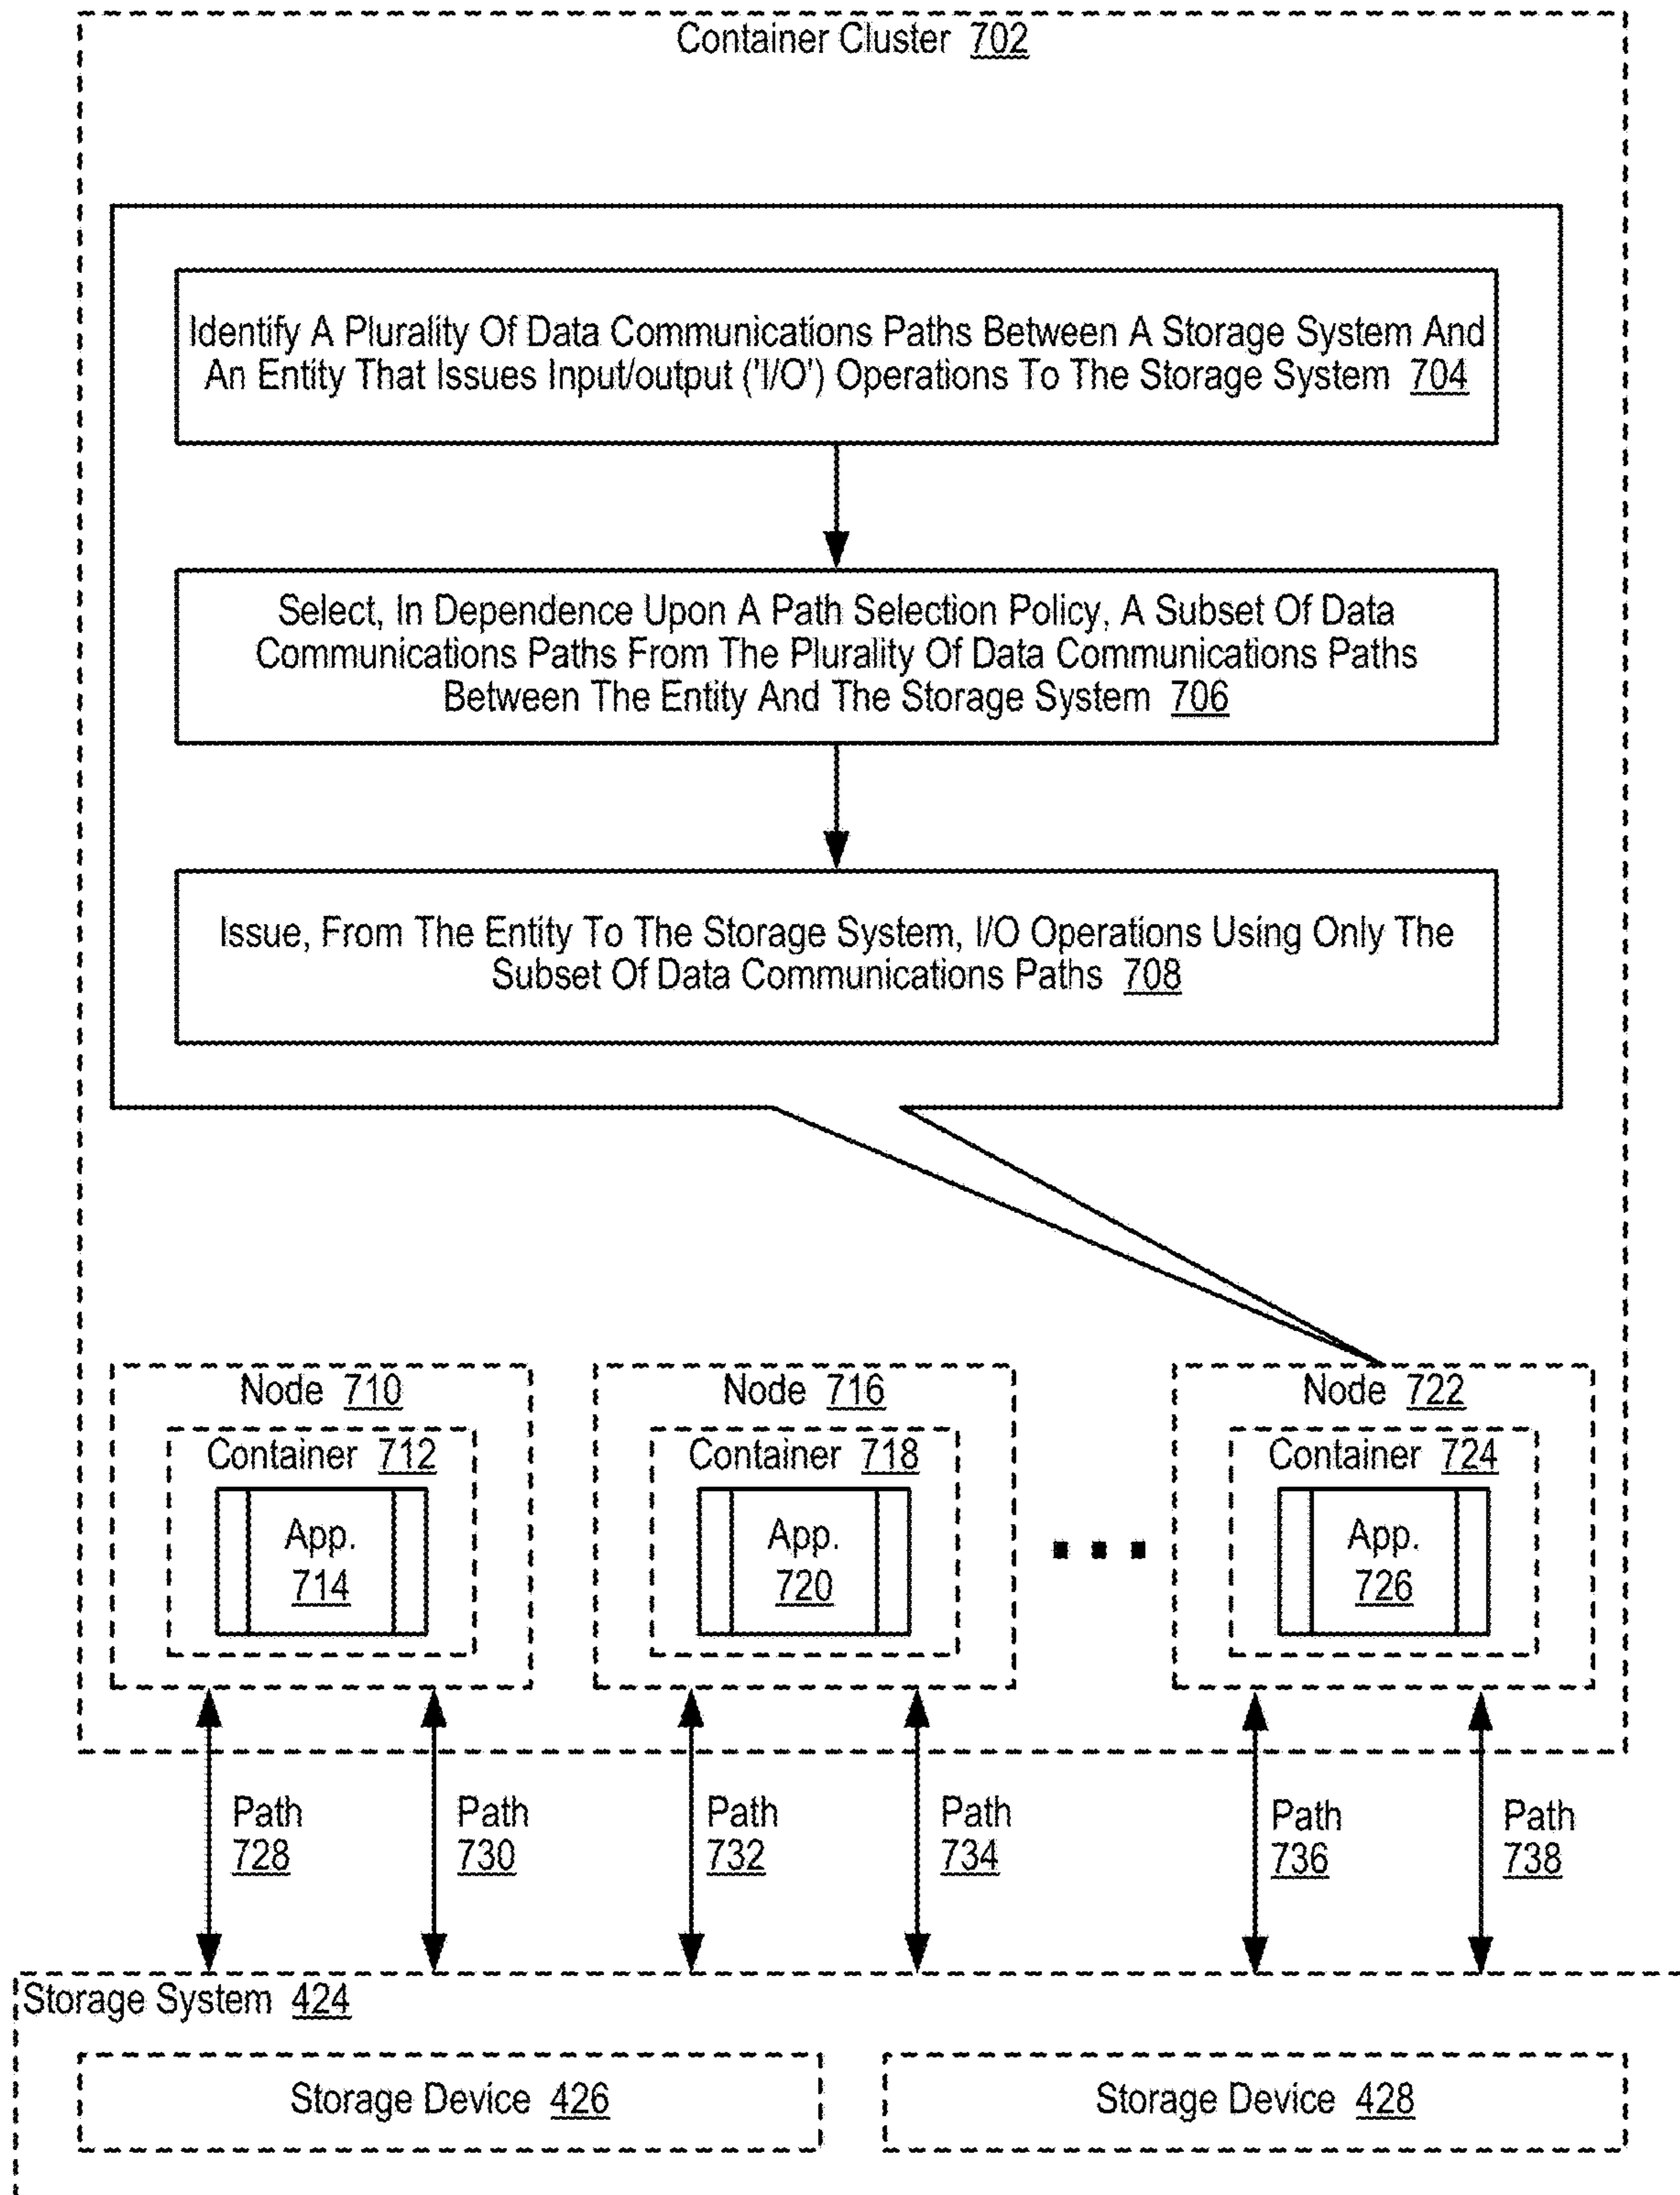 Container Cluster 702
Identify A Plurality Of Data Communications Paths Between A Storage System And
An Entity That Issues Input/output ('I/O') Operations To The Storage System 704
Select, In Dependence Upon A Path Selection Policy, A Subset Of Data
Communications Paths From The Plurality Of Data Communications Paths
Between The Entity And The Storage System 706
Issue, From The Entity To The Storage System, I/O Operations Using Only The
Subset Of Data Communications Paths 708
Node 710
Container 712
App.
714
Node 716
Container 718
App.
720
Node 722
Container 724
App.
726
Path
728
Path
730
Path
732
Path
734
Path
736
Path
738
Storage System 424
Storage Device 426
Storage Device 428